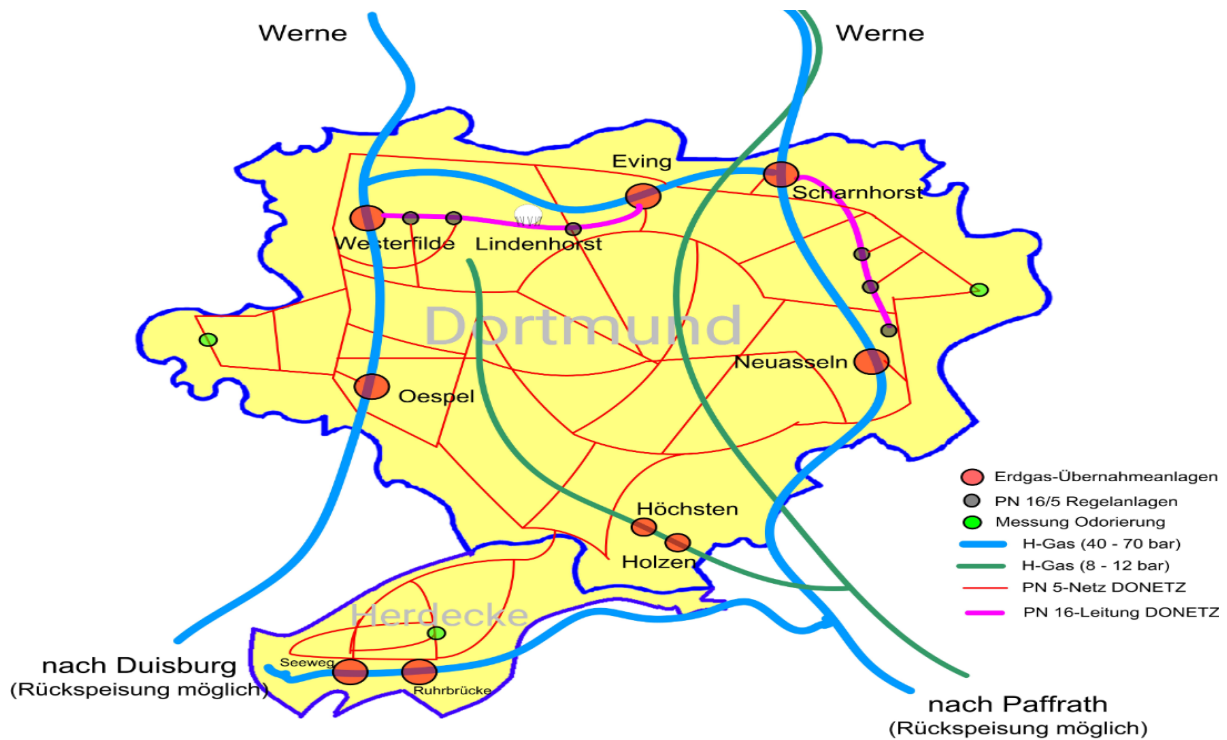 Werne
Werne
Eving
Scharnhorst
Westerfilde
Lindenhorst
Dortmund
Neuasseln
Oespel
Höchsten
Holzen
Herdecke
Seeweg
Ruhrbrücke
nach Duisburg
(Rückspeisung möglich)
nach Paffrath
(Rückspeisung möglich)
Erdgas-Übernahmeanlagen
PN 16/5 Regelanlagen
Messung Odorierung
H-Gas (40 - 70 bar)
H-Gas (8 - 12 bar)
PN 5-Netz DONETZ
PN 16-Leitung DONETZ